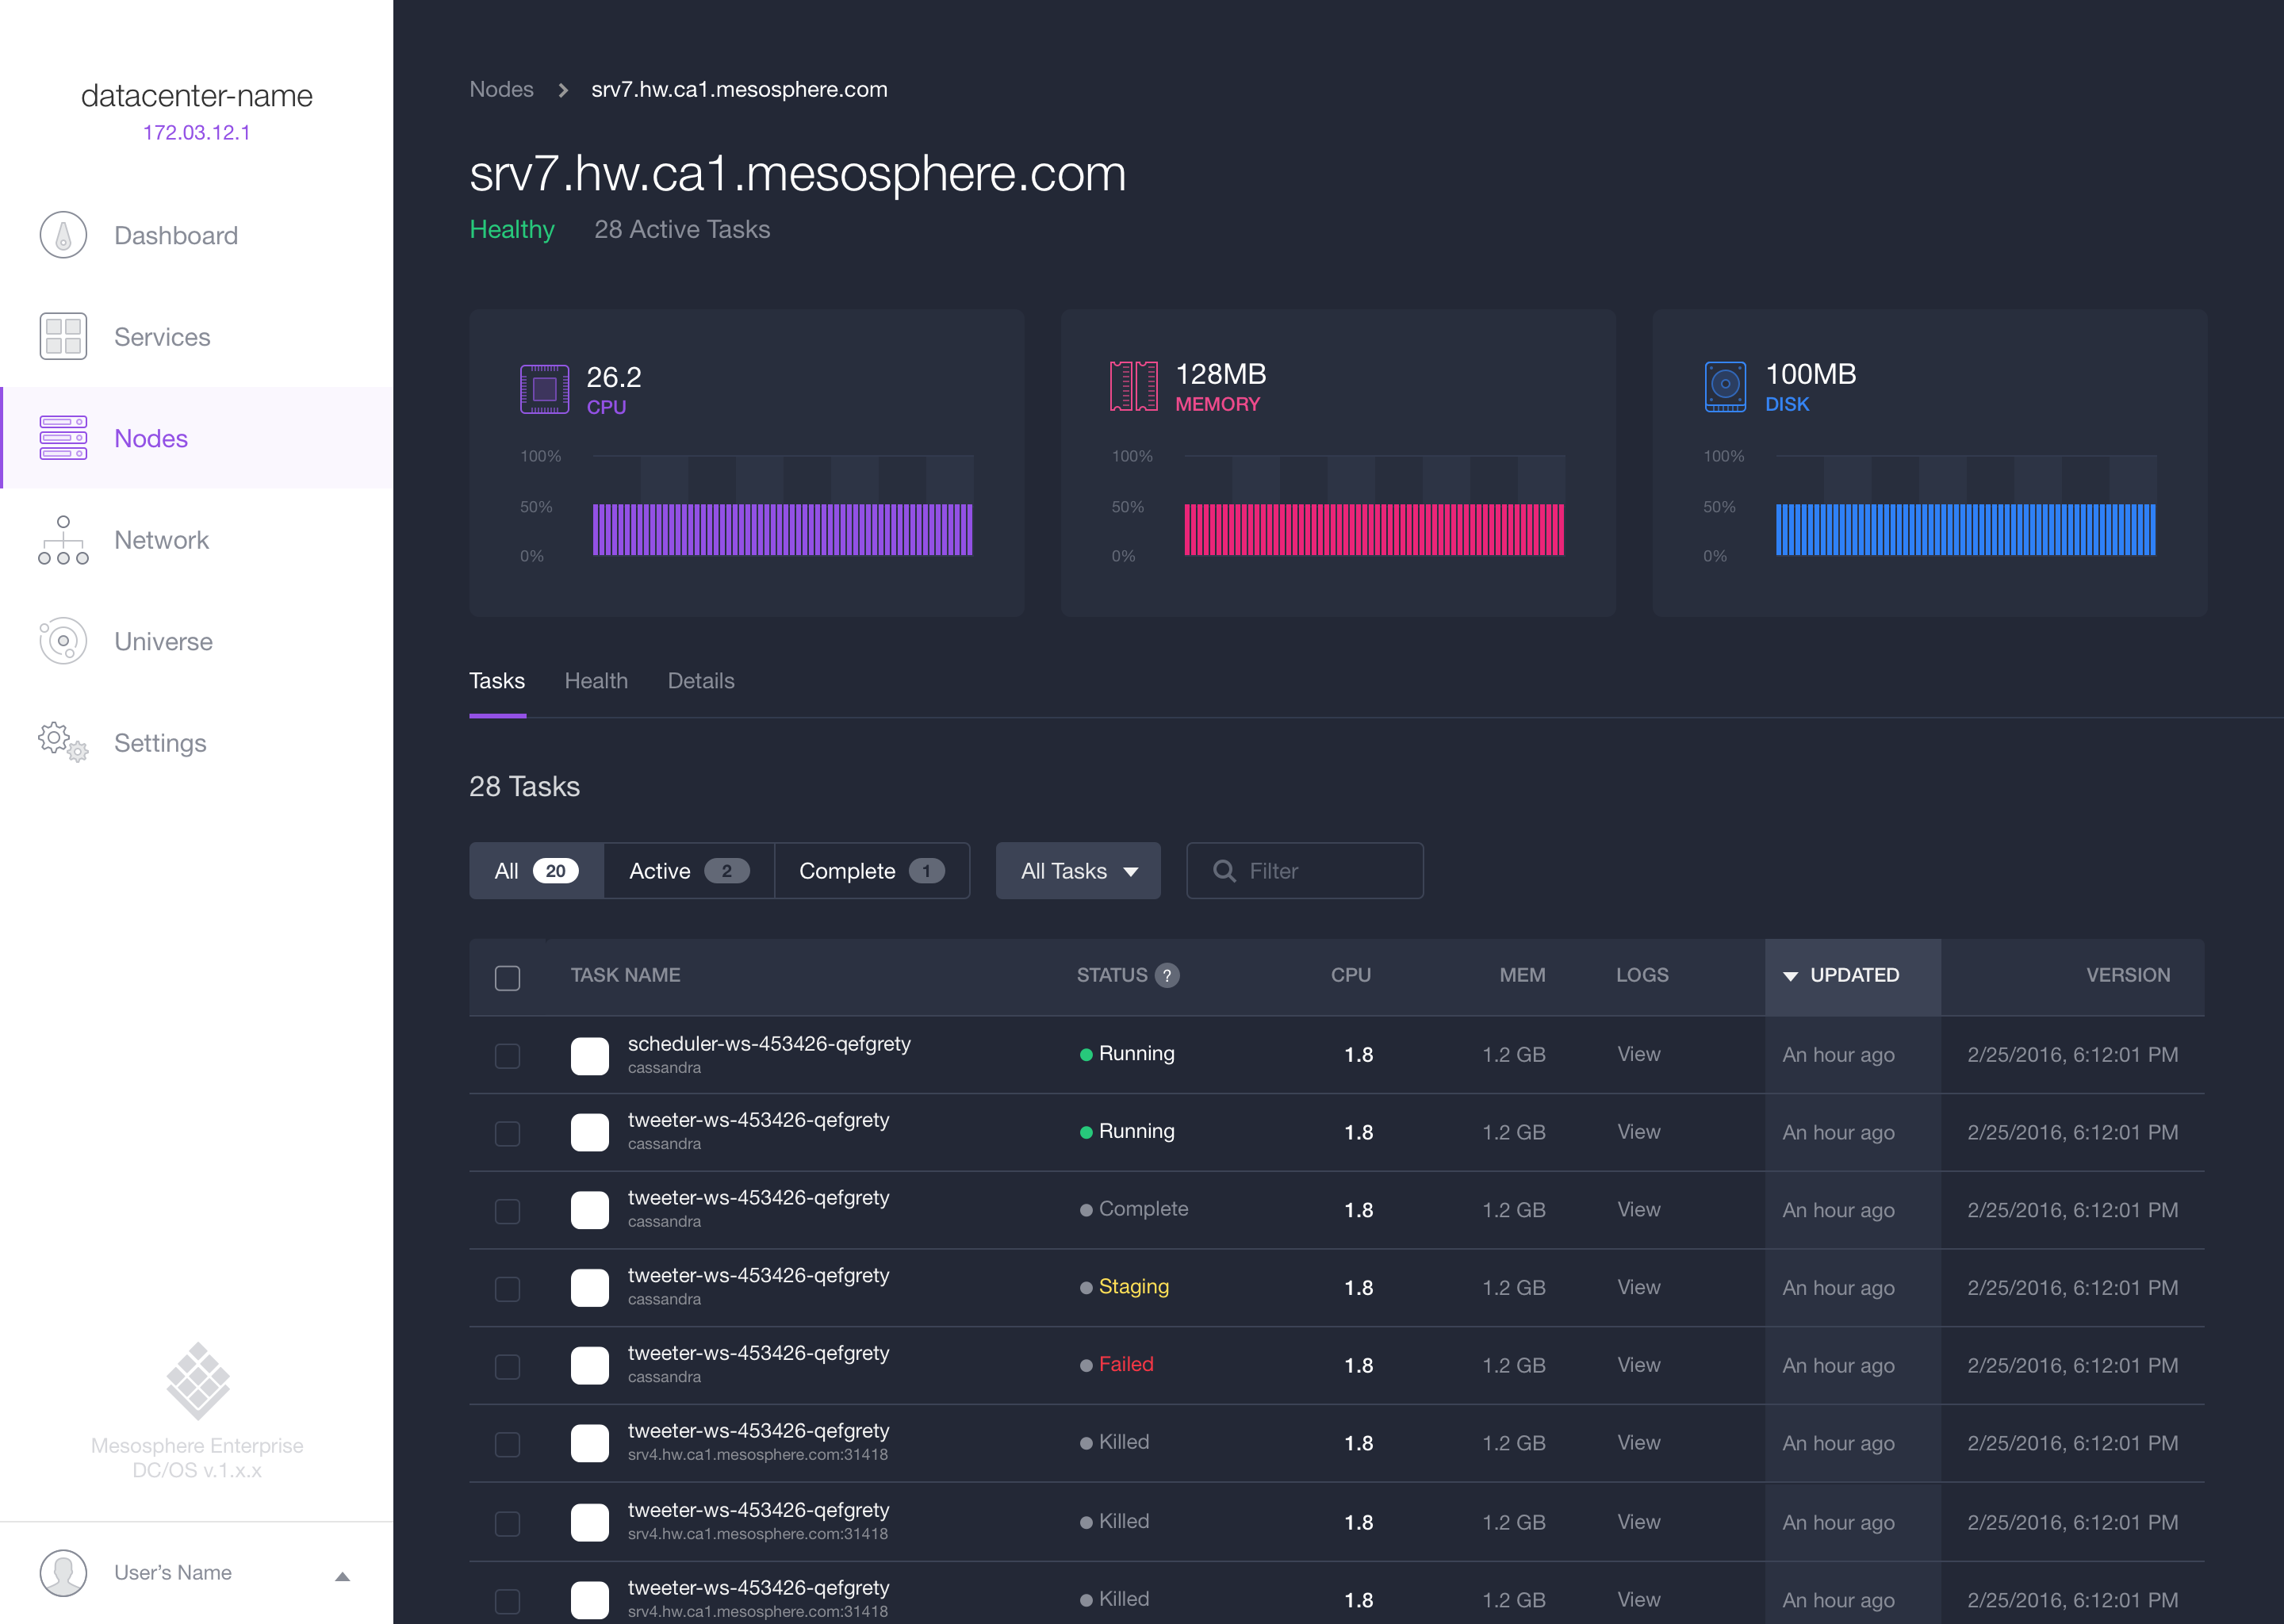 datacenter-name
172.03.12.1
Dashboard
Services
Nodes
Network
Universe
Settings
Mesosphere Enterprise
DC/OS v.1.x.x
User’s Name
Nodes srv7.hw.ca1.mesosphere.com
srv7.hw.ca1.mesosphere.com
Healthy 28 Active Tasks
26.2
CPU
100%
50%
0%
128MB
MEMORY
100%
50%
0%
100MB
DISK
100%
50%
0%
Tasks Health Details
28 Tasks
All 20 Active 2 Complete 1 All Tasks Filter
TASK NAME STATUS ? CPU MEM LOGS UPDATED VERSION
scheduler-ws-453426-qefgrety Running 1.8 1.2 GB View An hour ago 2/25/2016, 6:12:01 PM
cassandra
tweeter-ws-453426-qefgrety Running 1.8 1.2 GB View An hour ago 2/25/2016, 6:12:01 PM
cassandra
tweeter-ws-453426-qefgrety Complete 1.8 1.2 GB View An hour ago 2/25/2016, 6:12:01 PM
cassandra
tweeter-ws-453426-qefgrety Staging 1.8 1.2 GB View An hour ago 2/25/2016, 6:12:01 PM
cassandra
tweeter-ws-453426-qefgrety Failed 1.8 1.2 GB View An hour ago 2/25/2016, 6:12:01 PM
cassandra
tweeter-ws-453426-qefgrety Killed 1.8 1.2 GB View An hour ago 2/25/2016, 6:12:01 PM
srv4.hw.ca1.mesosphere.com:31418
tweeter-ws-453426-qefgrety Killed 1.8 1.2 GB View An hour ago 2/25/2016, 6:12:01 PM
srv4.hw.ca1.mesosphere.com:31418
tweeter-ws-453426-qefgrety Killed 1.8 1.2 GB View An hour ago 2/25/2016, 6:12:01 PM
srv4.hw.ca1.mesosphere.com:31418